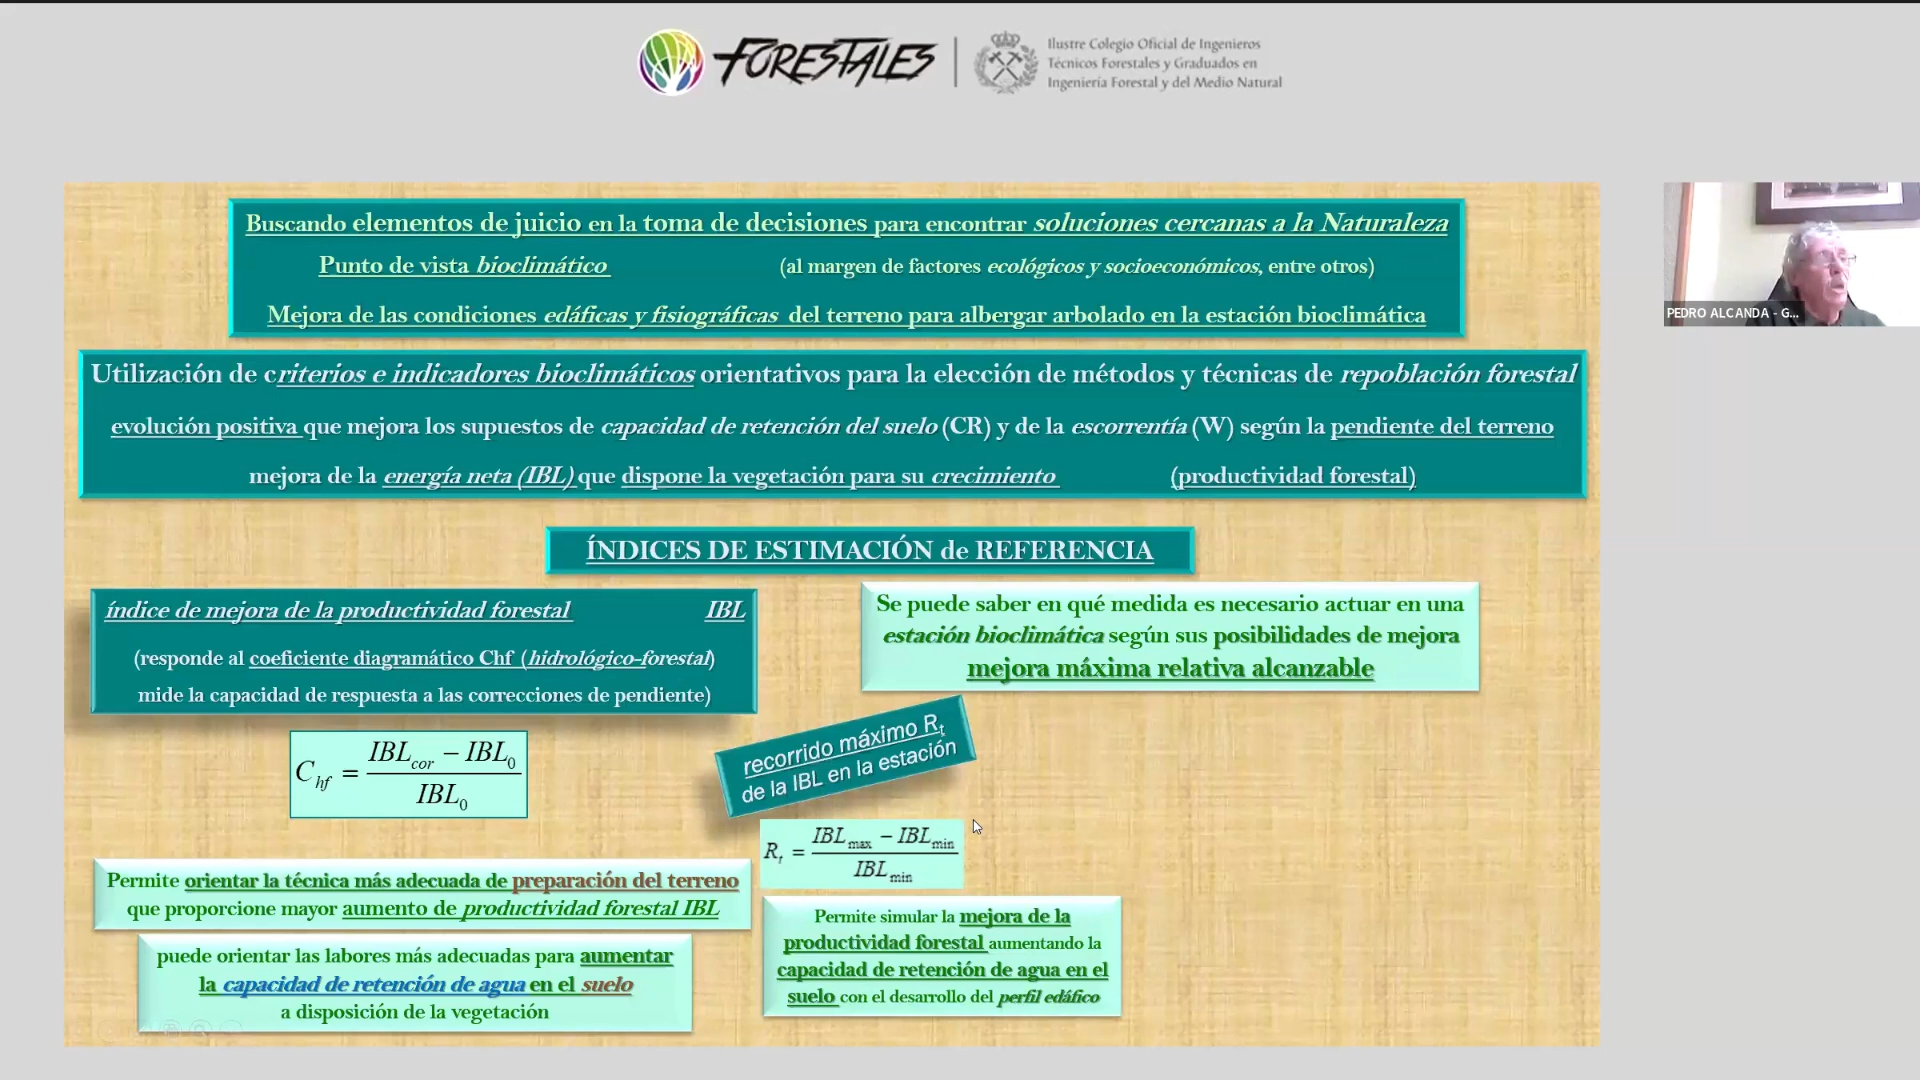 FORESTALES
Ilustre Colegio Oficial de Ingenieros
Técnicos Forestales y Graduados en
Ingeniería Forestal y del Medio Natural
Buscando elementos de juicio en la toma de decisiones para encontrar soluciones cercanas a la Naturaleza
Punto de vista bioclimático (al margen de factores ecológicos y socioeconómicos, entre otros)
Mejora de las condiciones edáficas y fisiográficas del terreno para albergar arbolado en la estación bioclimática
PEDRO ALCANDA - G...
Utilización de criterios e indicadores bioclimáticos orientativos para la elección de métodos y técnicas de repoblación forestal
evolución positiva que mejora los supuestos de capacidad de retención del suelo (CR) y de la escorrentía (W) según la pendiente del terreno
mejora de la energía neta (IBL) que dispone la vegetación para su crecimiento (productividad forestal)
ÍNDICES DE ESTIMACIÓN de REFERENCIA
índice de mejora de la productividad forestal IBL
(responde al coeficiente diagramático Chf (hidrológico-forestal)
mide la capacidad de respuesta a las correcciones de pendiente)
Se puede saber en qué medida es necesario actuar en una
estación bioclimática según sus posibilidades de mejora
mejora máxima relativa alcanzable
C_hf = (IBL_cor − IBL_0) / IBL_0
recorrido máximo R_t
de la IBL en la estación
R_t = (IBL_max − IBL_min) / IBL_min
Permite orientar la técnica más adecuada de preparación del terreno
que proporcione mayor aumento de productividad forestal IBL
puede orientar las labores más adecuadas para aumentar
la capacidad de retención de agua en el suelo
a disposición de la vegetación
Permite simular la mejora de la
productividad forestal aumentando la
capacidad de retención de agua en el
suelo con el desarrollo del perfil edáfico